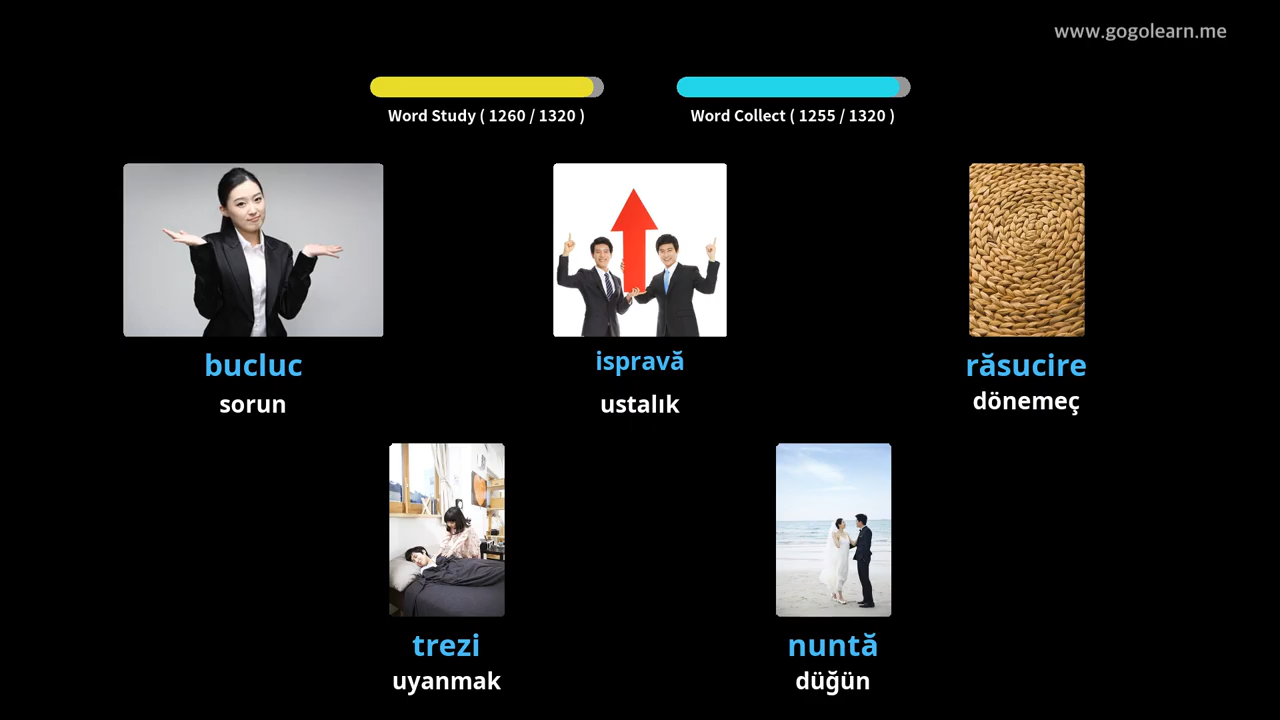 www.gogolearn.me
Word Study ( 1260 / 1320 )
Word Collect ( 1255 / 1320 )
bucluc
sorun
ispravă
ustalık
răsucire
dönemeç
trezi
uyanmak
nuntă
düğün